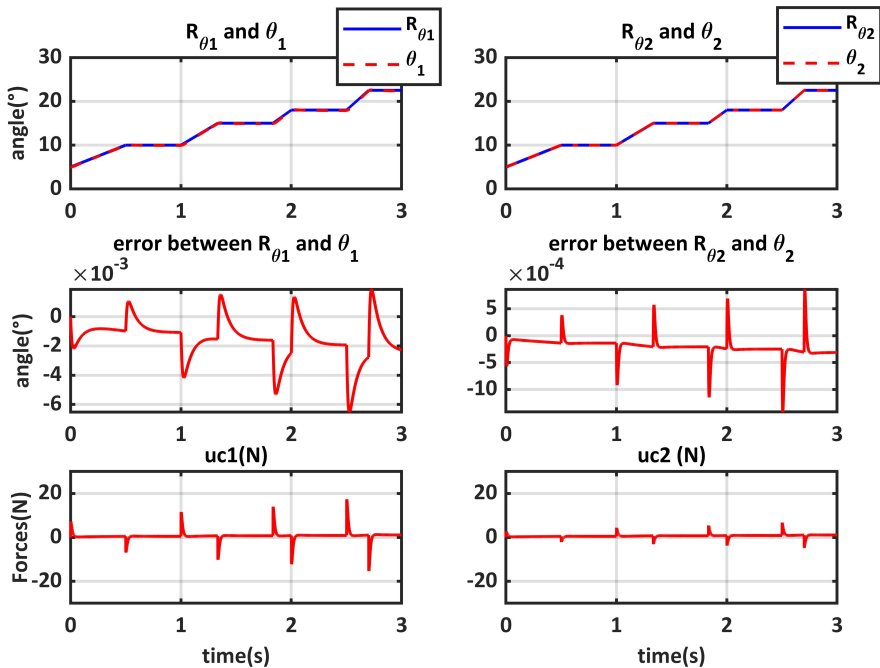 R_θ1 and θ_1
R_θ1
θ_1
angle(°)
30
20
10
0
0 1 2 3
R_θ2 and θ_2
R_θ2
θ_2
30
20
10
0
0 1 2 3
error between R_θ1 and θ_1
×10^-3
angle(°)
0
-2
-4
-6
0 1 2 3
error between R_θ2 and θ_2
×10^-4
5
0
-5
-10
0 1 2 3
uc1(N)
Forces(N)
20
0
-20
0 1 2 3
time(s)
uc2 (N)
20
0
-20
0 1 2 3
time(s)